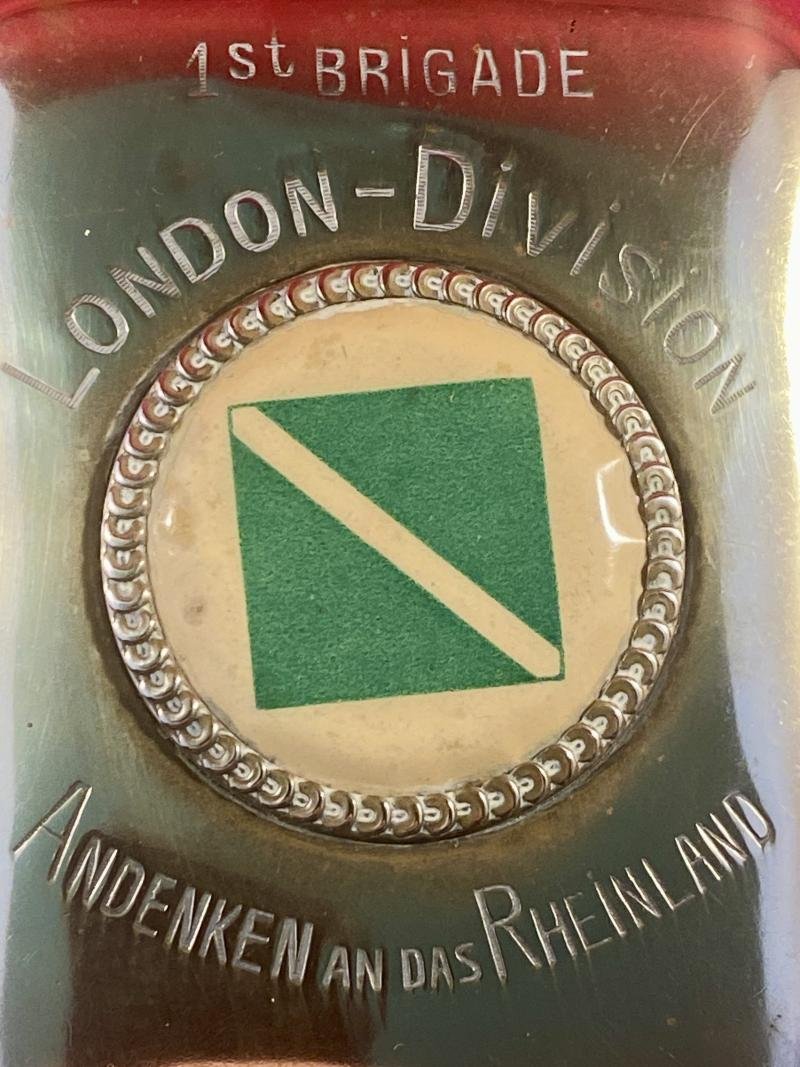 1st BRiGADE
LONDON-DiViSiON
ANDENKEN AN DAS RHEiNLAND